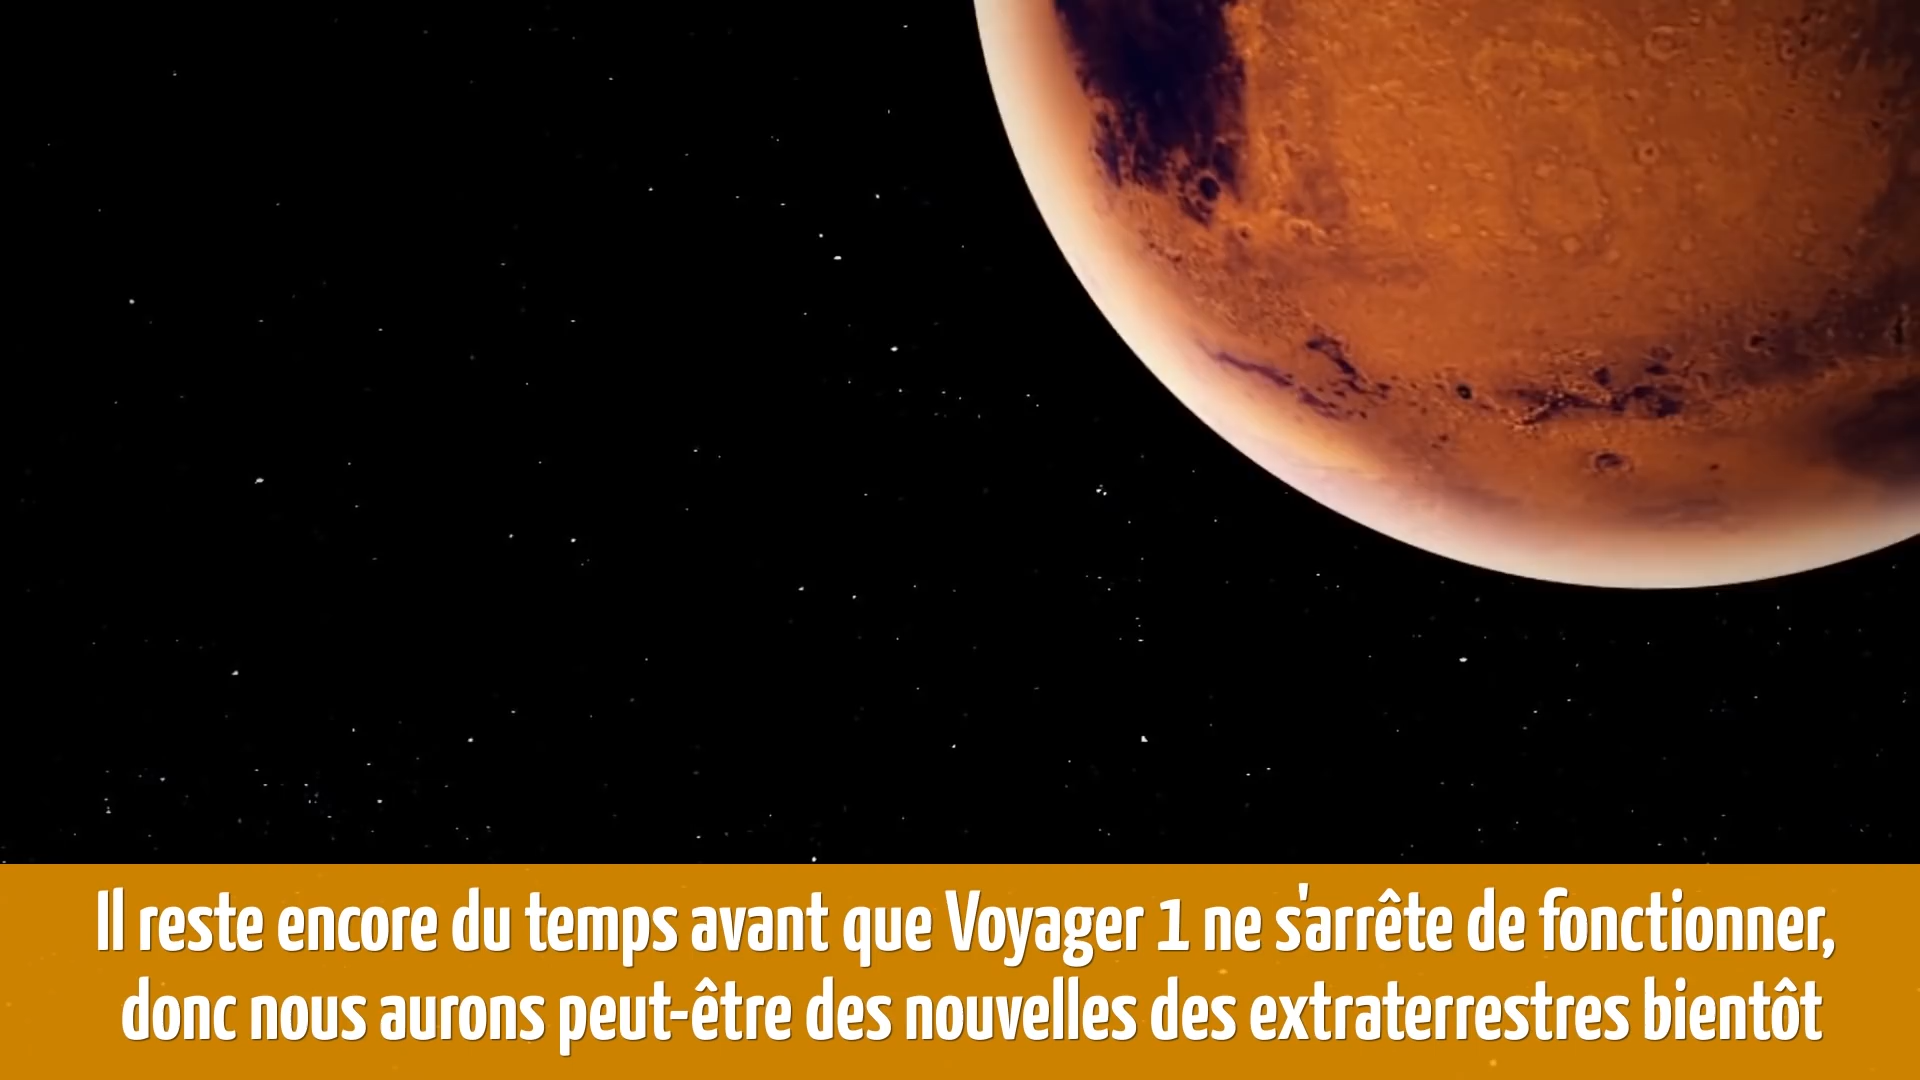 Il reste encore du temps avant que Voyager 1 ne s'arrête de fonctionner,
donc nous aurons peut-être des nouvelles des extraterrestres bientôt